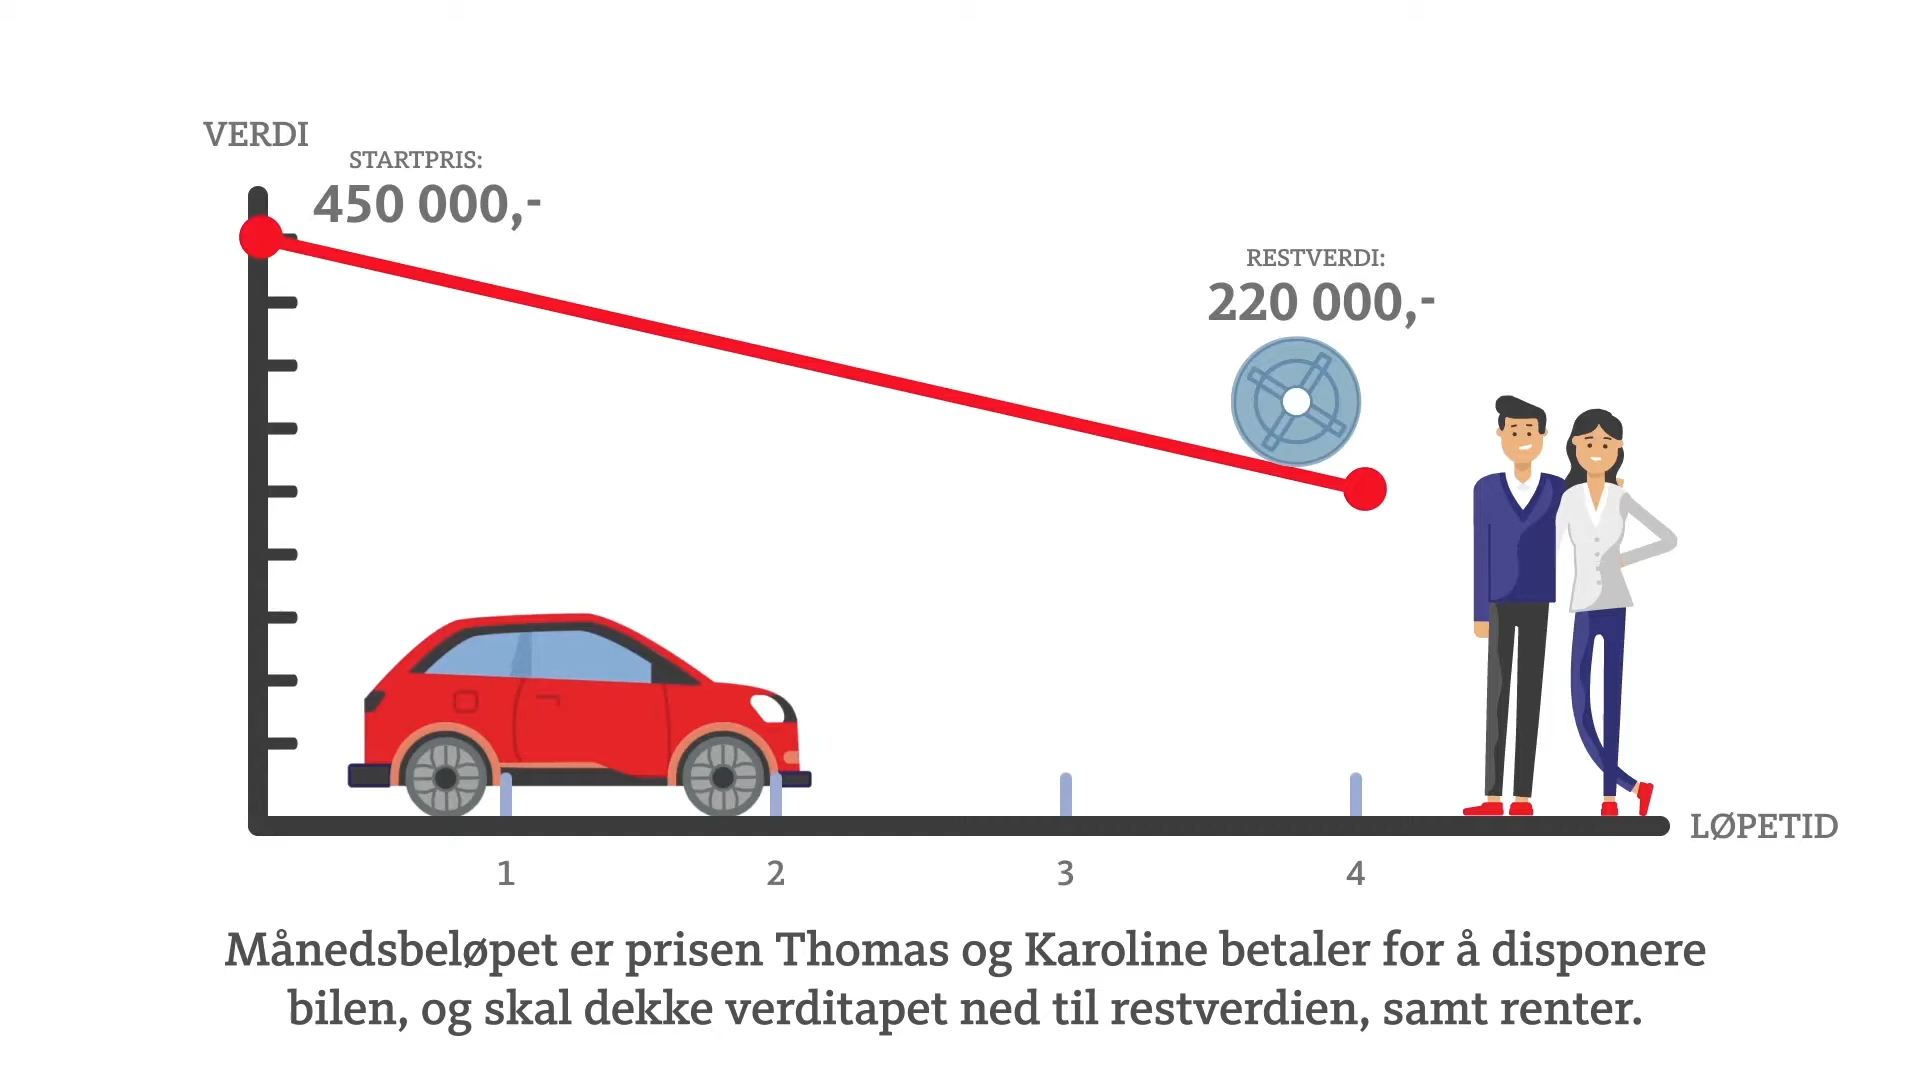 VERDI
STARTPRIS:
450 000,-
RESTVERDI:
220 000,-
LØPETID
1
2
3
4
Månedsbeløpet er prisen Thomas og Karoline betaler for å disponere
bilen, og skal dekke verditapet ned til restverdien, samt renter.